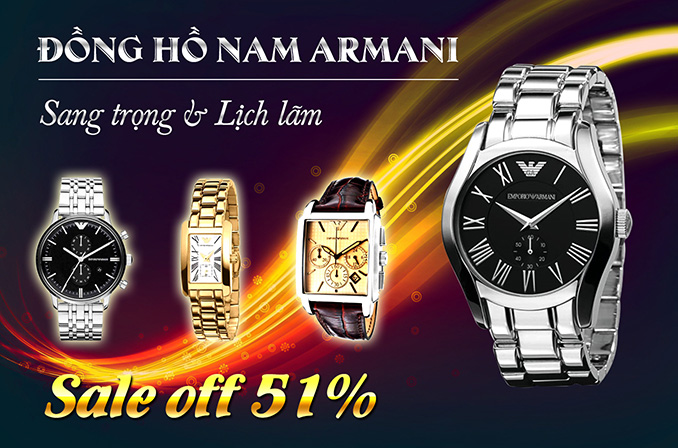 ĐỒNG HỒ NAM ARMANI
Sang trọng & Lịch lãm
EMPORIO ARMANI
Sale off 51%